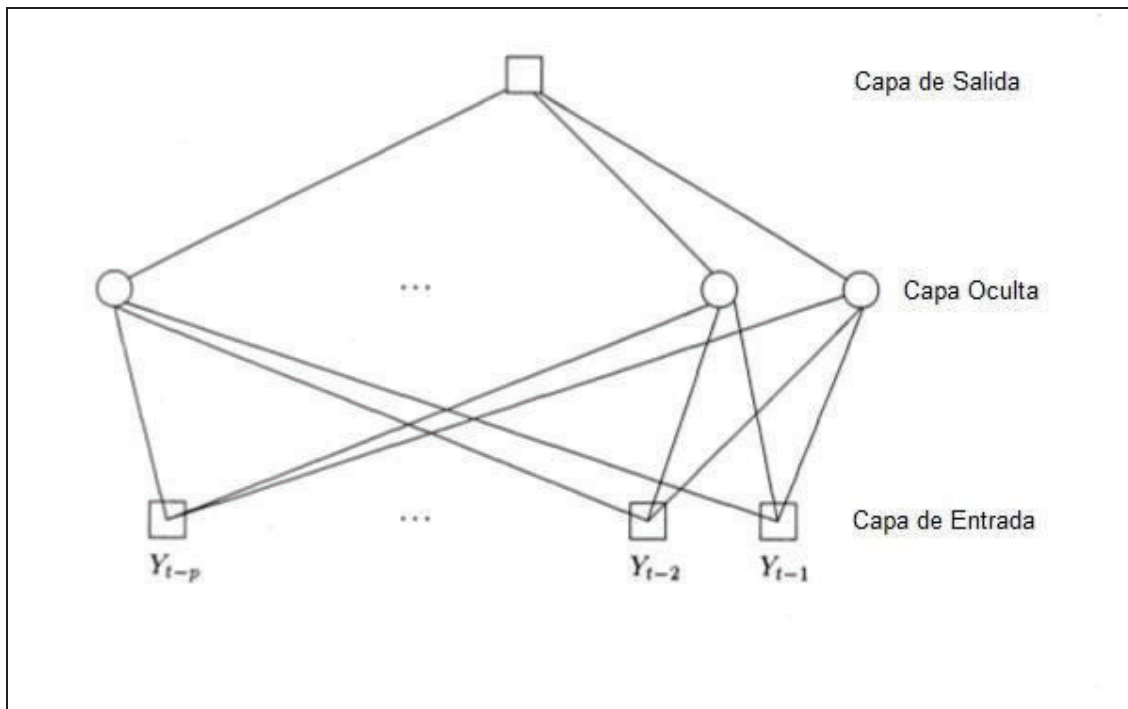 Capa de Salida
...
Capa Oculta
...
Capa de Entrada
Y_{t-p}
Y_{t-2}
Y_{t-1}